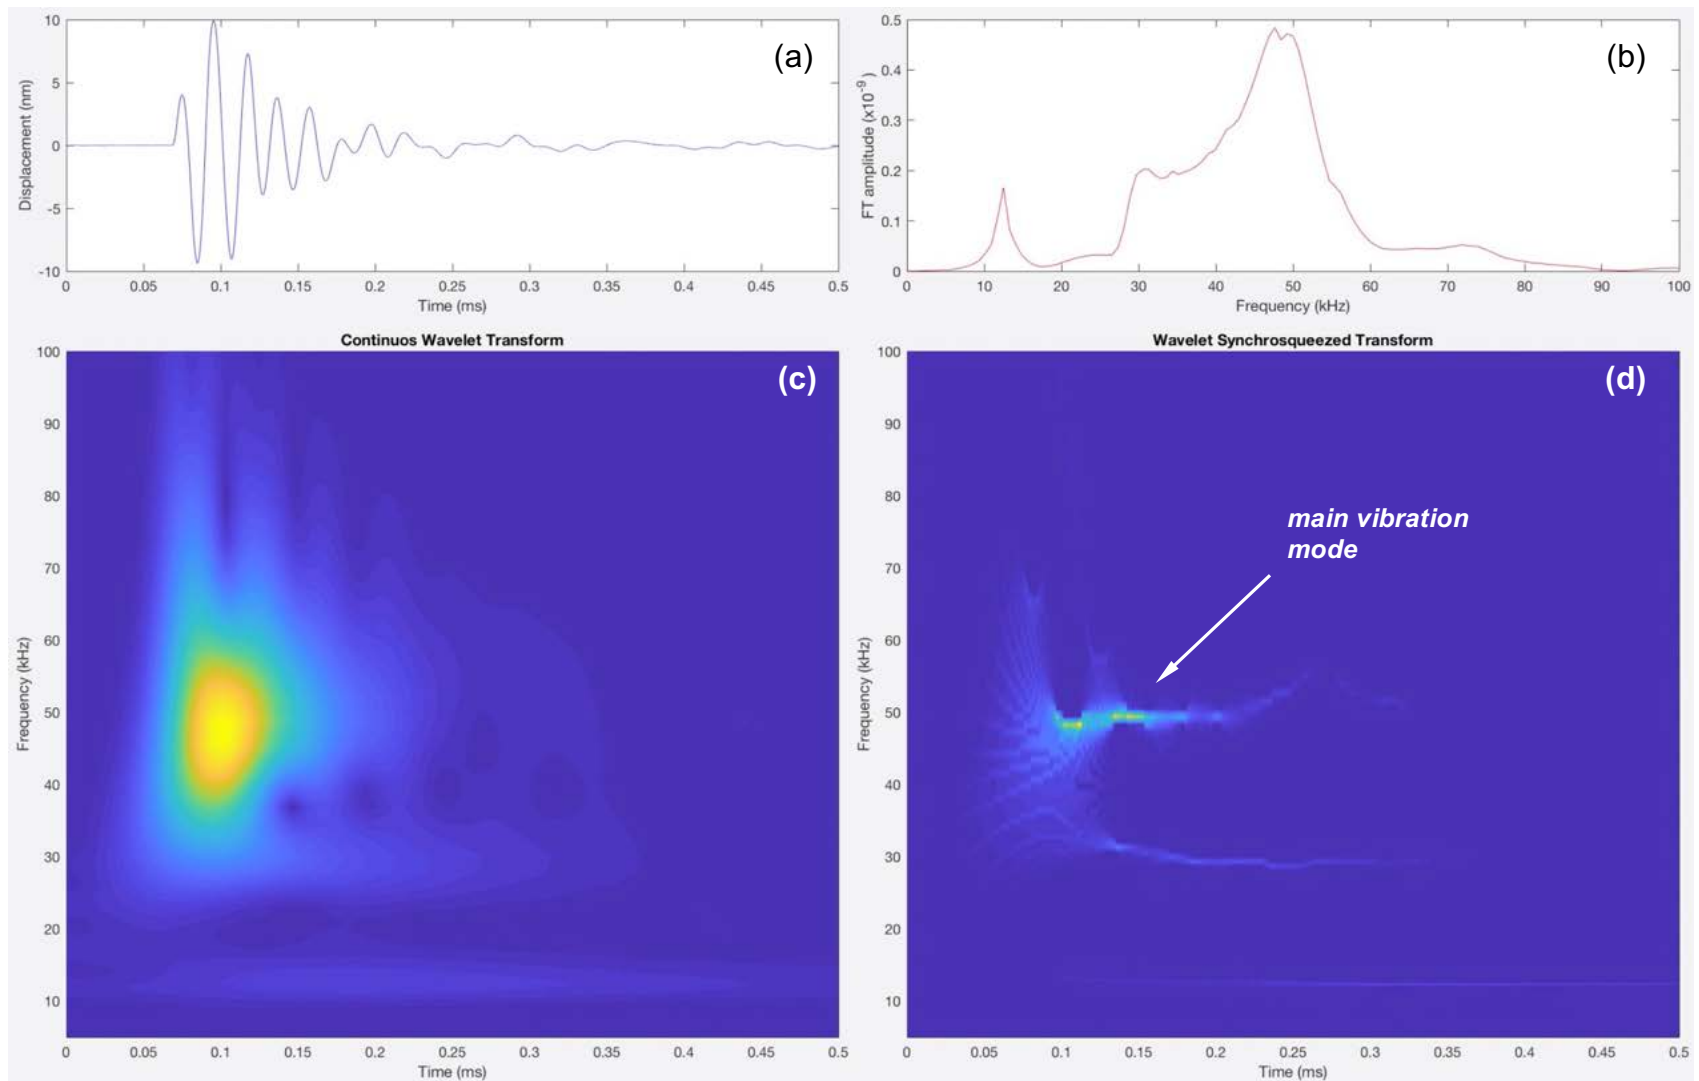 (a)
10
5
0
-5
-10
Displacement (nm)
0 0.05 0.1 0.15 0.2 0.25 0.3 0.35 0.4 0.45 0.5
Time (ms)
(b)
0.5
0.4
0.3
0.2
0.1
0
FT amplitude (x10⁻⁹)
0 10 20 30 40 50 60 70 80 90 100
Frequency (kHz)
Continuos Wavelet Transform
(c)
100
90
80
70
60
50
40
30
20
10
Frequency (kHz)
0 0.05 0.1 0.15 0.2 0.25 0.3 0.35 0.4 0.45 0.5
Time (ms)
Wavelet Synchrosqueezed Transform
(d)
main vibration
mode
100
90
80
70
60
50
40
30
20
10
Frequency (kHz)
0 0.05 0.1 0.15 0.2 0.25 0.3 0.35 0.4 0.45 0.5
Time (ms)